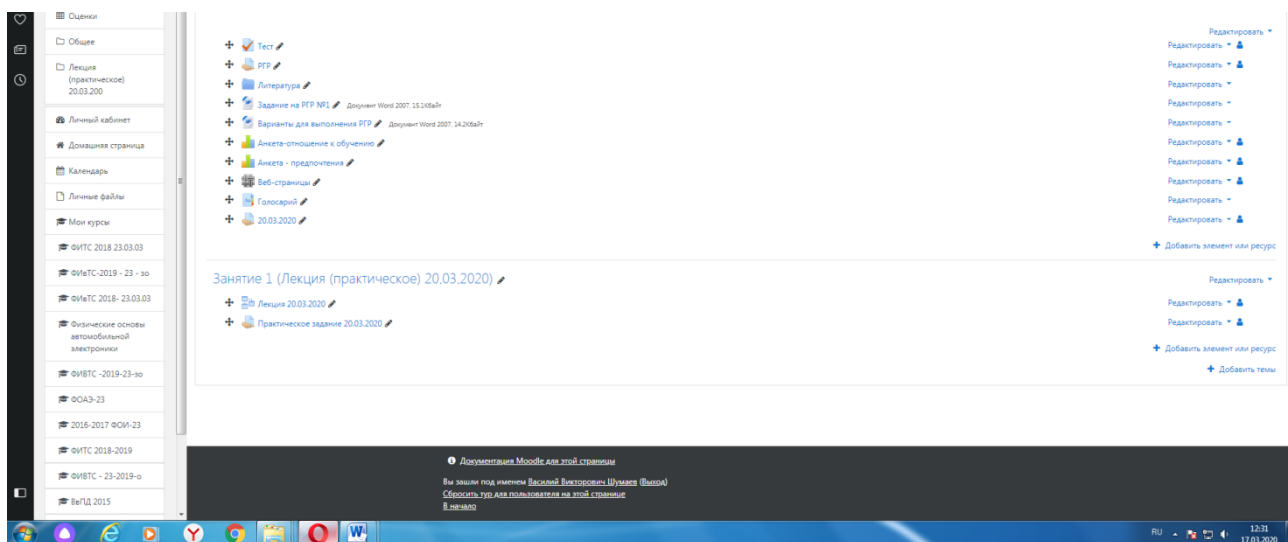 Оценки
Общее
Лекция
(практическое)
20.03.200
Личный кабинет
Домашняя страница
Календарь
Личные файлы
Мои курсы
ФИТС 2018 23.03.03
ФИвТС-2019 - 23 - зо
ФИвТС 2018- 23.03.03
Физические основы
автомобильной
электроники
ФИВТС -2019-23-зо
ФОАЭ-23
2016-2017 ФОИ-23
ФИТС 2018-2019
ФИВТС - 23-2019-о
ВвПД 2015
Редактировать
Тест Редактировать
РГР Редактировать
Литература Редактировать
Задание на РГР №1 Документ Word 2007, 15.1Кбайт Редактировать
Варианты для выполнения РГР Документ Word 2007, 14.2Кбайт Редактировать
Анкета-отношение к обучению Редактировать
Анкета - предпочтения Редактировать
Веб-страницы Редактировать
Голосарий Редактировать
20.03.2020 Редактировать
+ Добавить элемент или ресурс
Занятие 1 (Лекция (практическое) 20.03.2020) Редактировать
Лекция 20.03.2020 Редактировать
Практическое задание 20.03.2020 Редактировать
+ Добавить элемент или ресурс
+ Добавить темы
Документация Moodle для этой страницы
Вы зашли под именем Василий Викторович Шумаев (Выход)
Сбросить тур для пользователя на этой странице
В начало
RU 12:31
17.03.2020